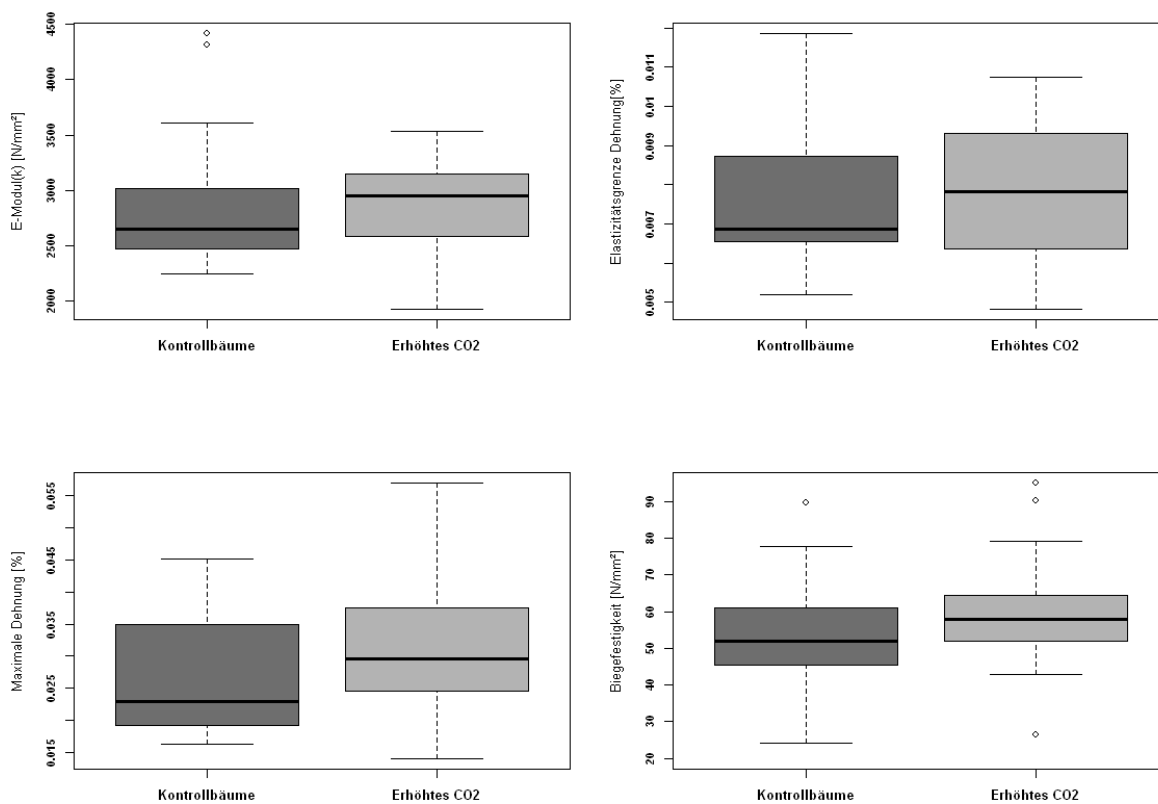 E-Modul(k) [N/mm²]
4500
4000
3500
3000
2500
2000
Kontrollbäume
Erhöhtes CO2
Elastizitätsgrenze Dehnung[%]
0.011
0.01
0.009
0.007
0.005
Kontrollbäume
Erhöhtes CO2
Maximale Dehnung [%]
0.055
0.045
0.035
0.025
0.015
Kontrollbäume
Erhöhtes CO2
Biegefestigkeit [N/mm²]
90
80
70
60
50
40
30
20
Kontrollbäume
Erhöhtes CO2